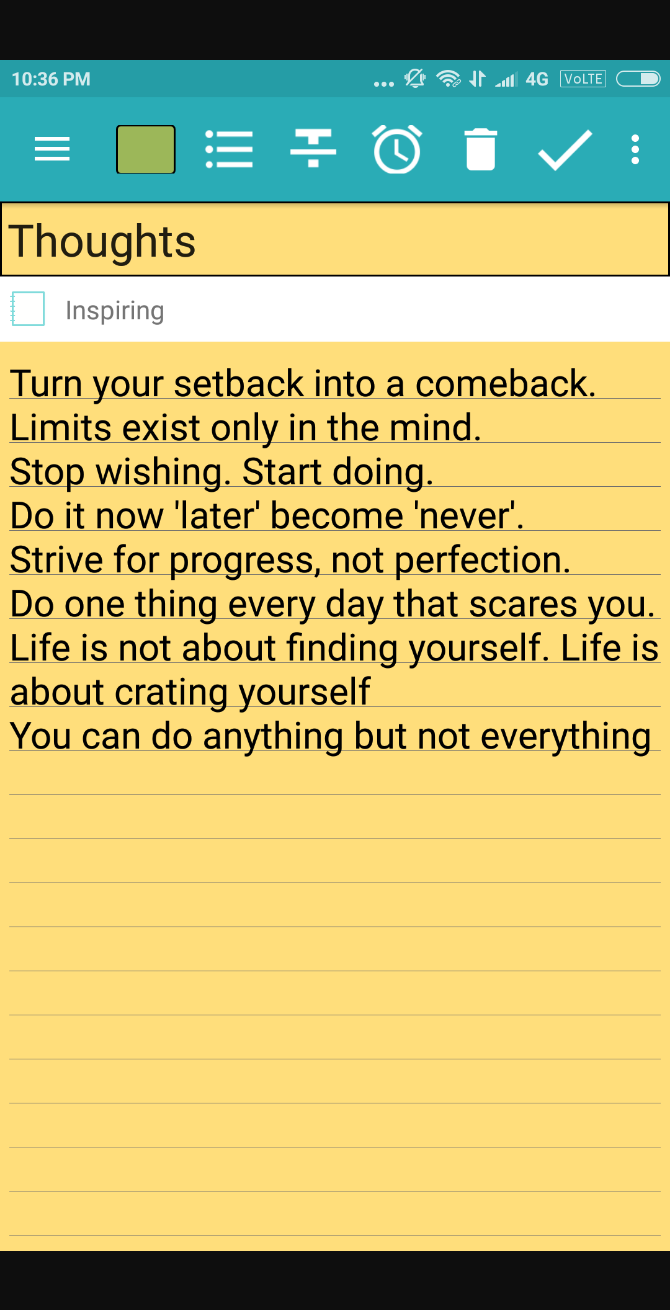 10:36 PM
4G VoLTE
Thoughts
Inspiring
Turn your setback into a comeback.
Limits exist only in the mind.
Stop wishing. Start doing.
Do it now 'later' become 'never'.
Strive for progress, not perfection.
Do one thing every day that scares you.
Life is not about finding yourself. Life is
about crating yourself
You can do anything but not everything